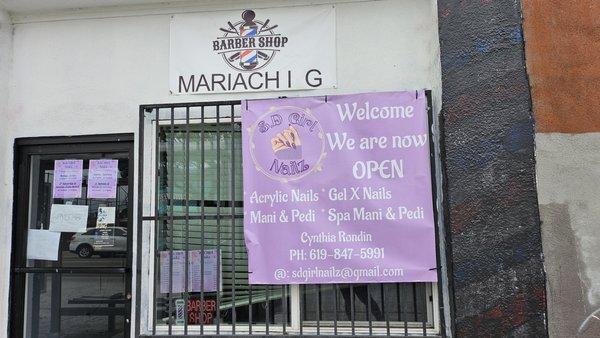 BARBER SHOP
MARIACHI G
S.D Girl
Nailz
Welcome
We are now
OPEN
Acrylic Nails * Gel X Nails
* Mani & Pedi * Spa Mani & Pedi
Cynthia Rondin
PH: 619-847-5991
@: sdgirlnailz@gmail.com
BARBER
SHOP